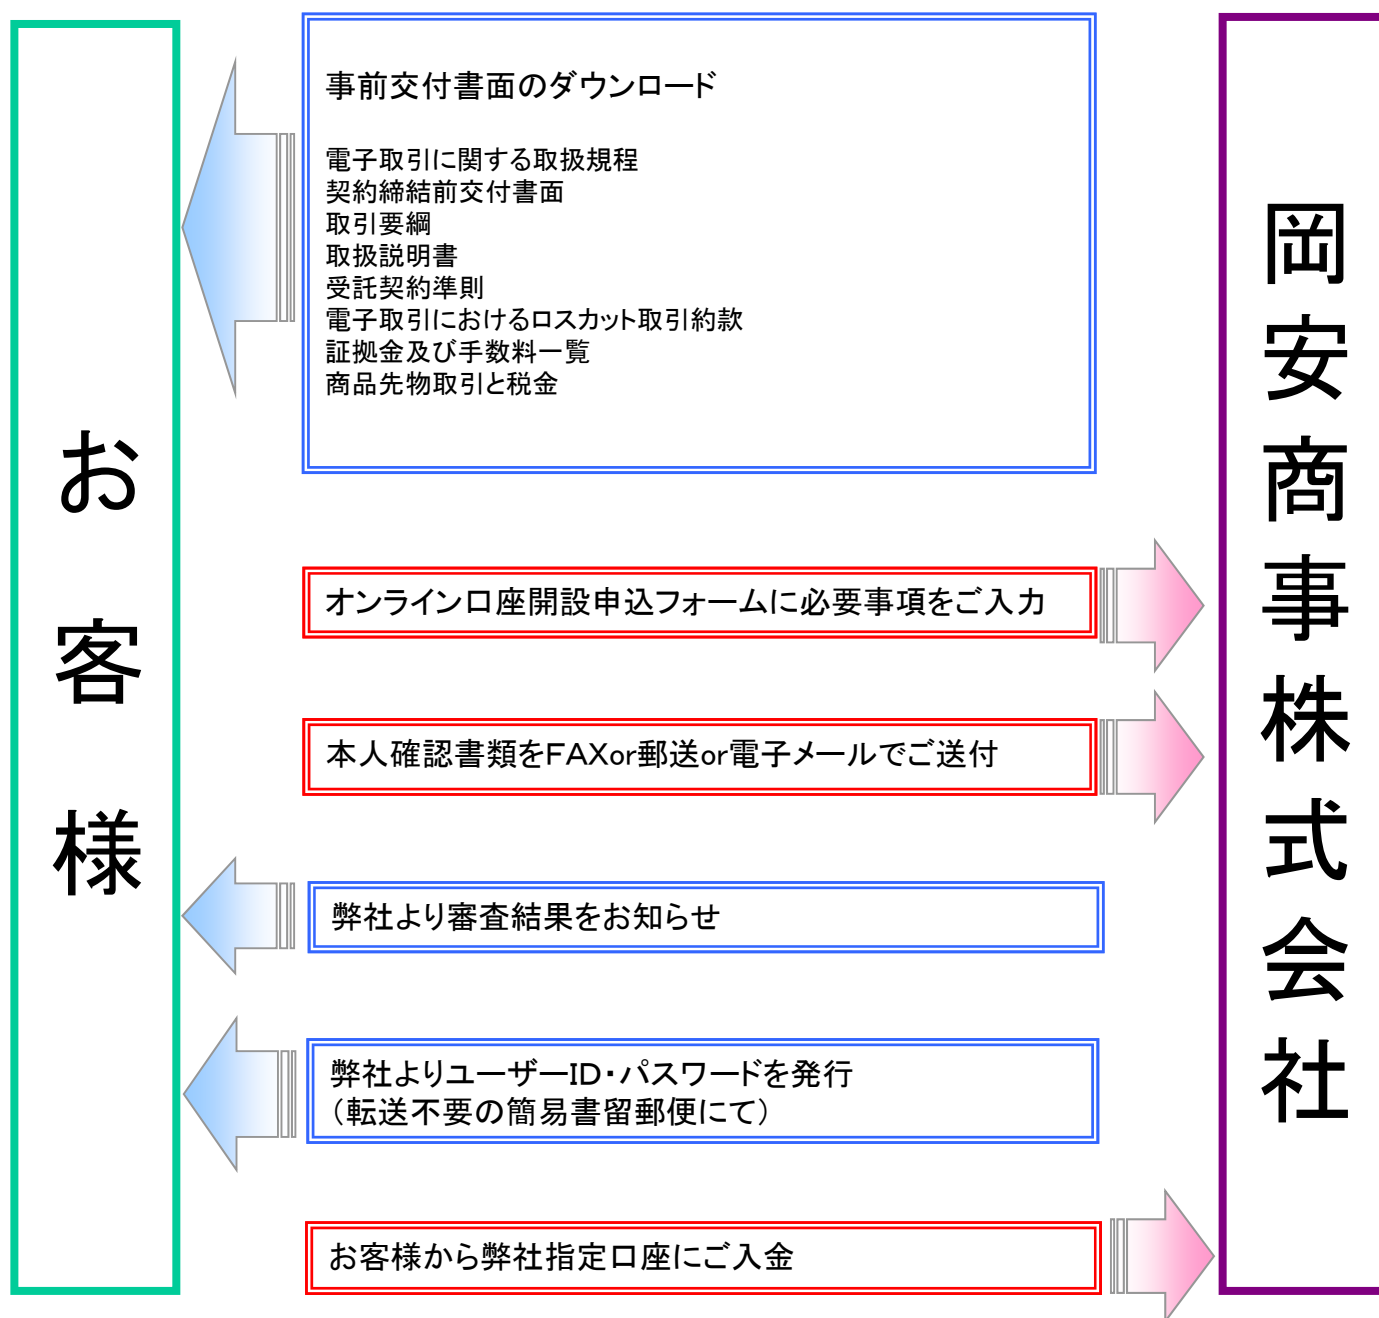 お客様
事前交付書面のダウンロード
電子取引に関する取扱規程
契約締結前交付書面
取引要綱
取扱説明書
受託契約準則
電子取引におけるロスカット取引約款
証拠金及び手数料一覧
商品先物取引と税金
オンライン口座開設申込フォームに必要事項をご入力
本人確認書類をFAXor郵送or電子メールでご送付
弊社より審査結果をお知らせ
弊社よりユーザーID・パスワードを発行
（転送不要の簡易書留郵便にて）
お客様から弊社指定口座にご入金
岡安商事株式会社